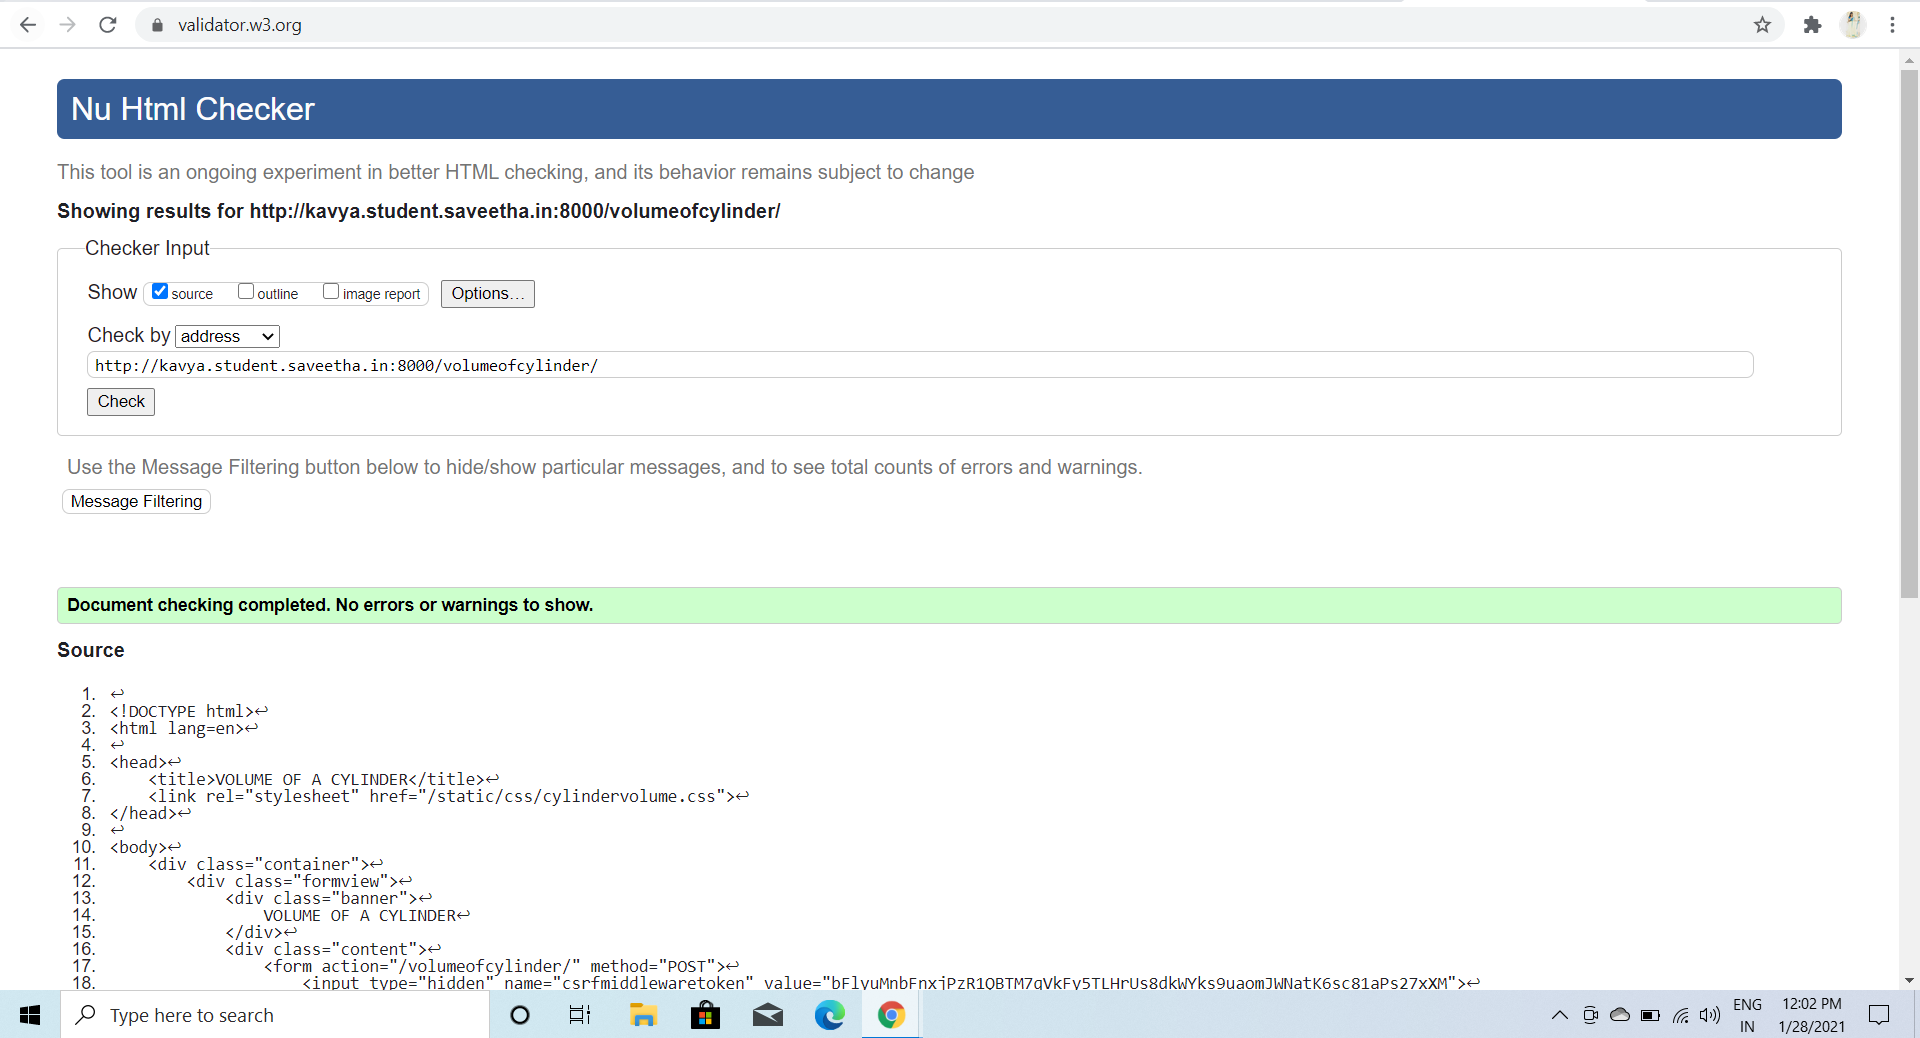 validator.w3.org
Nu Html Checker
This tool is an ongoing experiment in better HTML checking, and its behavior remains subject to change
Showing results for http://kavya.student.saveetha.in:8000/volumeofcylinder/
Checker Input
Show source outline image report Options...
Check by address
http://kavya.student.saveetha.in:8000/volumeofcylinder/
Check
Use the Message Filtering button below to hide/show particular messages, and to see total counts of errors and warnings.
Message Filtering
Document checking completed. No errors or warnings to show.
Source
1. ↩
2. <!DOCTYPE html>↩
3. <html lang=en>↩
4. ↩
5. <head>↩
6. <title>VOLUME OF A CYLINDER</title>↩
7. <link rel="stylesheet" href="/static/css/cylindervolume.css">↩
8. </head>↩
9. ↩
10. <body>↩
11. <div class="container">↩
12. <div class="formview">↩
13. <div class="banner">↩
14. VOLUME OF A CYLINDER↩
15. </div>↩
16. <div class="content">↩
17. <form action="/volumeofcylinder/" method="POST">↩
18. <input type="hidden" name="csrfmiddlewaretoken"
Type here to search
ENG
IN
12:02 PM
1/28/2021